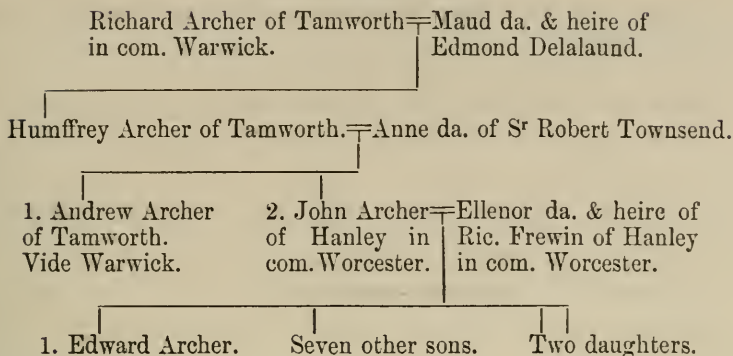 Richard Archer of Tamworth
in com. Warwick.
Maud da. & heire of
Edmond Delalaund.
Humffrey Archer of Tamworth.
Anne da. of Sʳ Robert Townsend.
1. Andrew Archer
of Tamworth.
Vide Warwick.
2. John Archer
of Hanley in
com. Worcester.
Ellenor da. & heire of
Ric. Frewin of Hanley
in com. Worcester.
1. Edward Archer.
Seven other sons.
Two daughters.